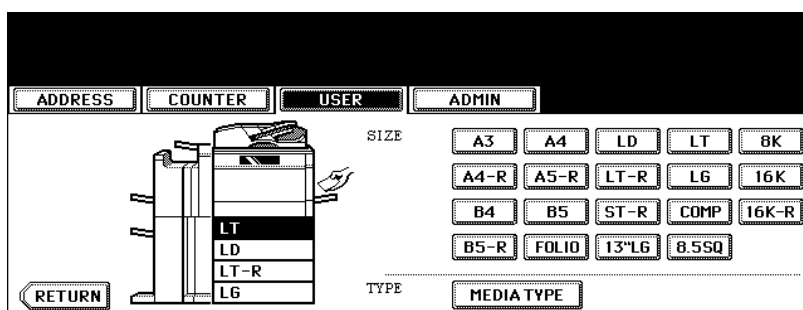 ADDRESS COUNTER USER ADMIN
SIZE A3 A4 LD LT 8K
A4-R A5-R LT-R LG 16K
B4 B5 ST-R COMP 16K-R
LT
LD B5-R FOLIO 13"LG 8.5SQ
LT-R
LG
RETURN TYPE MEDIA TYPE